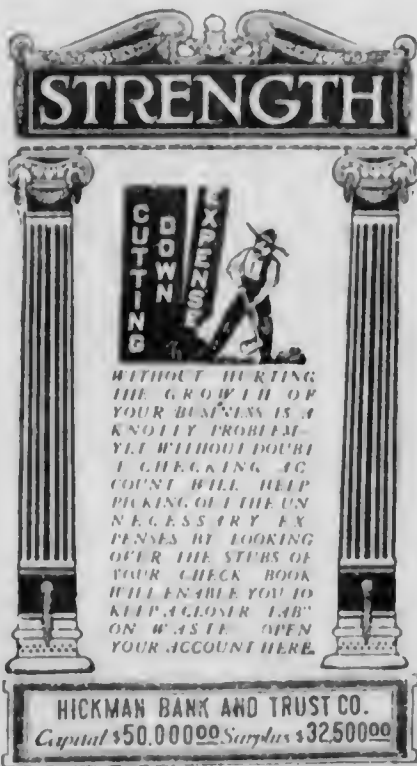 STRENGTH
CUTTING
DOWN
EXPENSE
WITHOUT HURTING
THE GROWTH OF
YOUR BUSINESS IS A
KNOTTY PROBLEM–
YET WITHOUT DOUBT
A CHECKING AC
COUNT WILL HELP
PICKING OUT THE UN
NECESSARY EX
PENSES BY LOOKING
OVER THE STUBS OF
YOUR CHECK BOOK
WILL ENABLE YOU TO
KEEP A CLOSER TAB"
ON WASTE OPEN
YOUR ACCOUNT HERE.
HICKMAN BANK AND TRUST CO.
Capital $50,000.00 Surplus $32,500.00